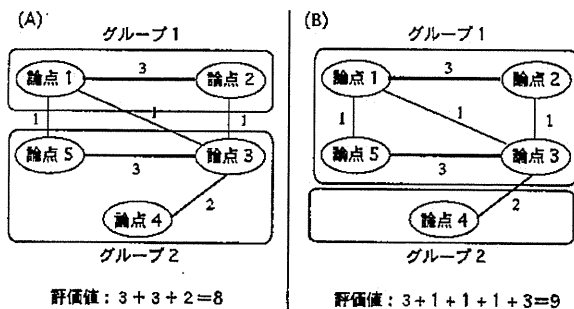 (A)
グループ1
論点1
3
論点2
1
1
1
論点5
3
論点3
2
論点4
グループ2
評価値:3+3+2=8
(B)
グループ1
論点1
3
論点2
1
1
1
論点5
3
論点3
2
論点4
グループ2
評価値:3+1+1+1+3=9